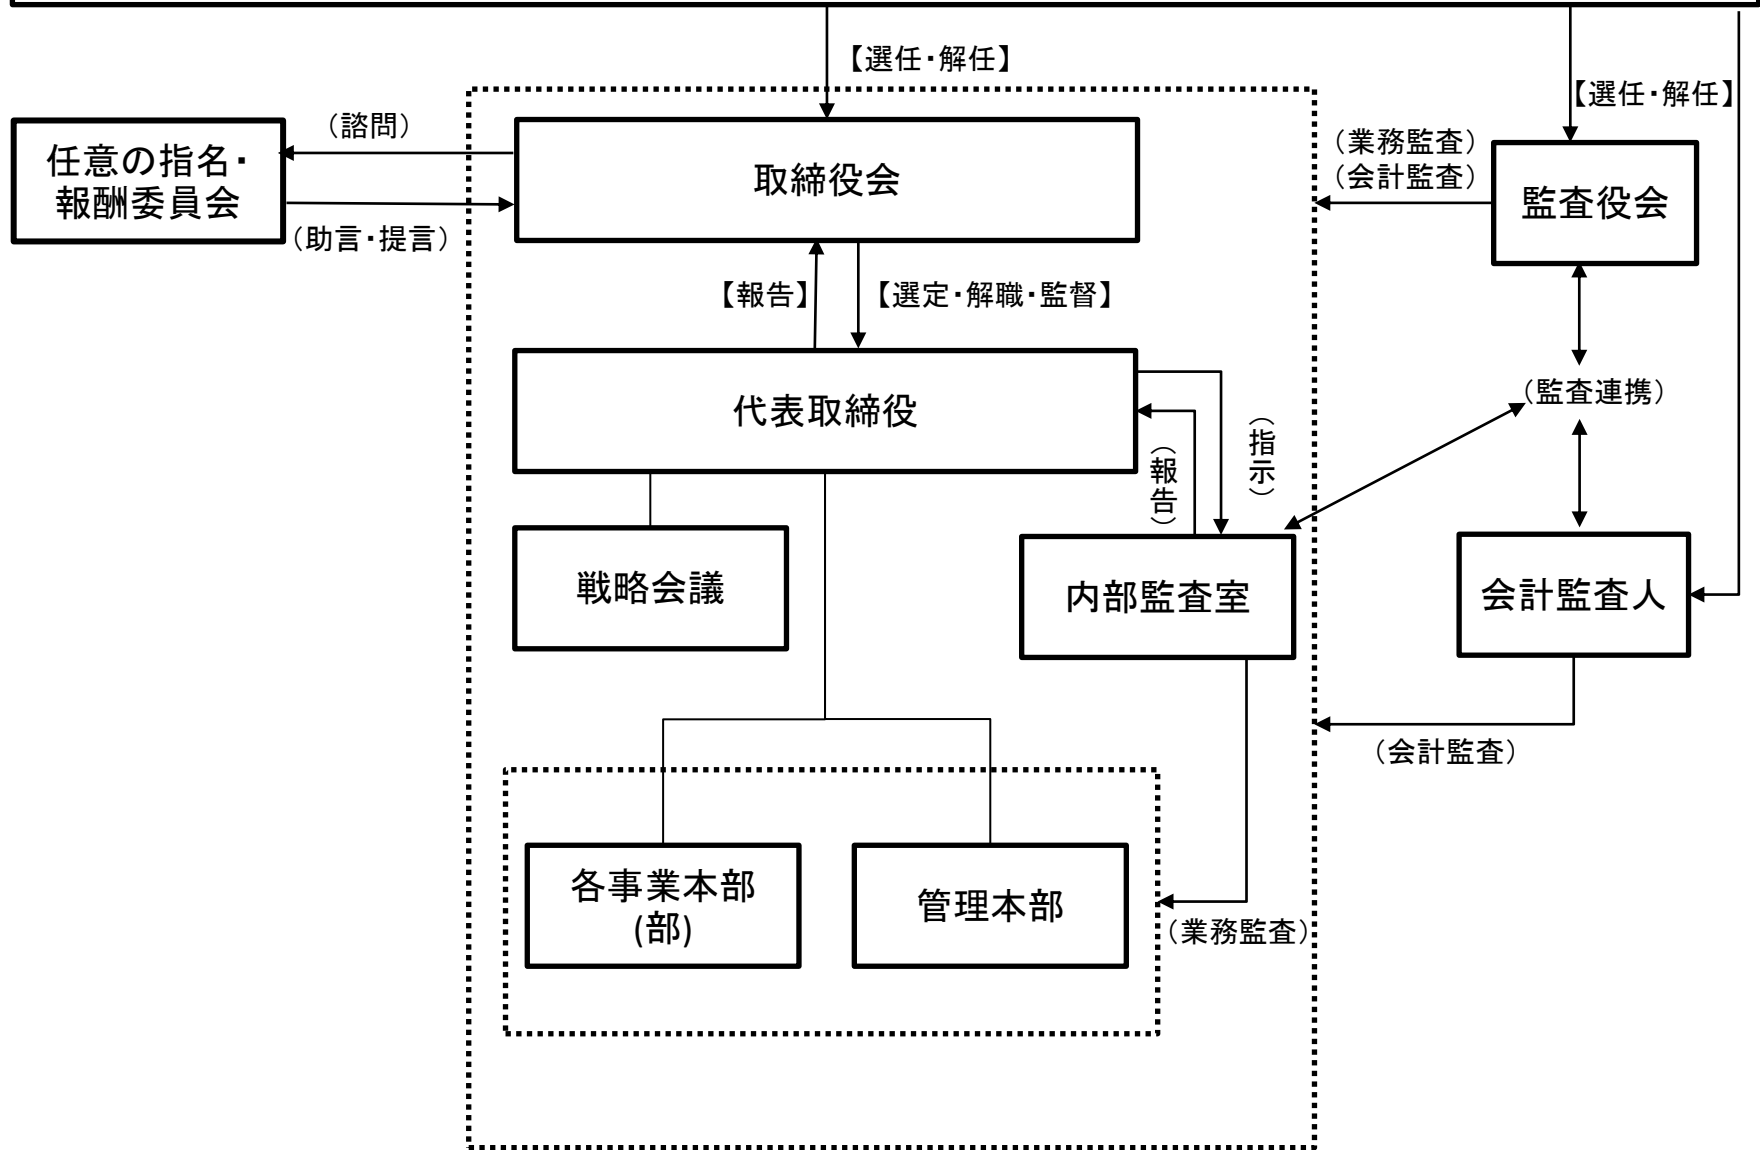 【選任・解任】
【選任・解任】
（諮問）
（業務監査）
（会計監査）
任意の指名・
報酬委員会
取締役会
監査役会
（助言・提言）
【報告】
【選定・解職・監督】
代表取締役
（監査連携）
（報告）
（指示）
戦略会議
内部監査室
会計監査人
（会計監査）
各事業本部
(部)
管理本部
（業務監査）